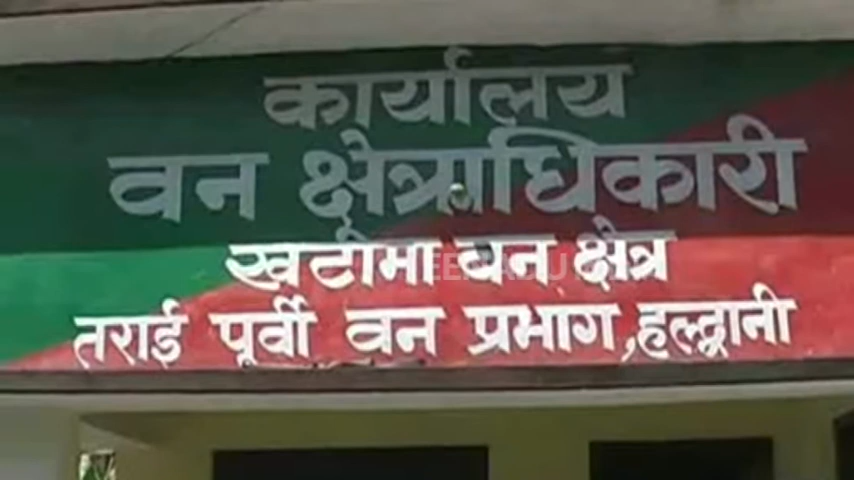 कार्यालय
वन क्षेत्राधिकारी
खटीमा वन क्षेत्र
तराई पूर्वी वन प्रभाग,हल्द्वानी